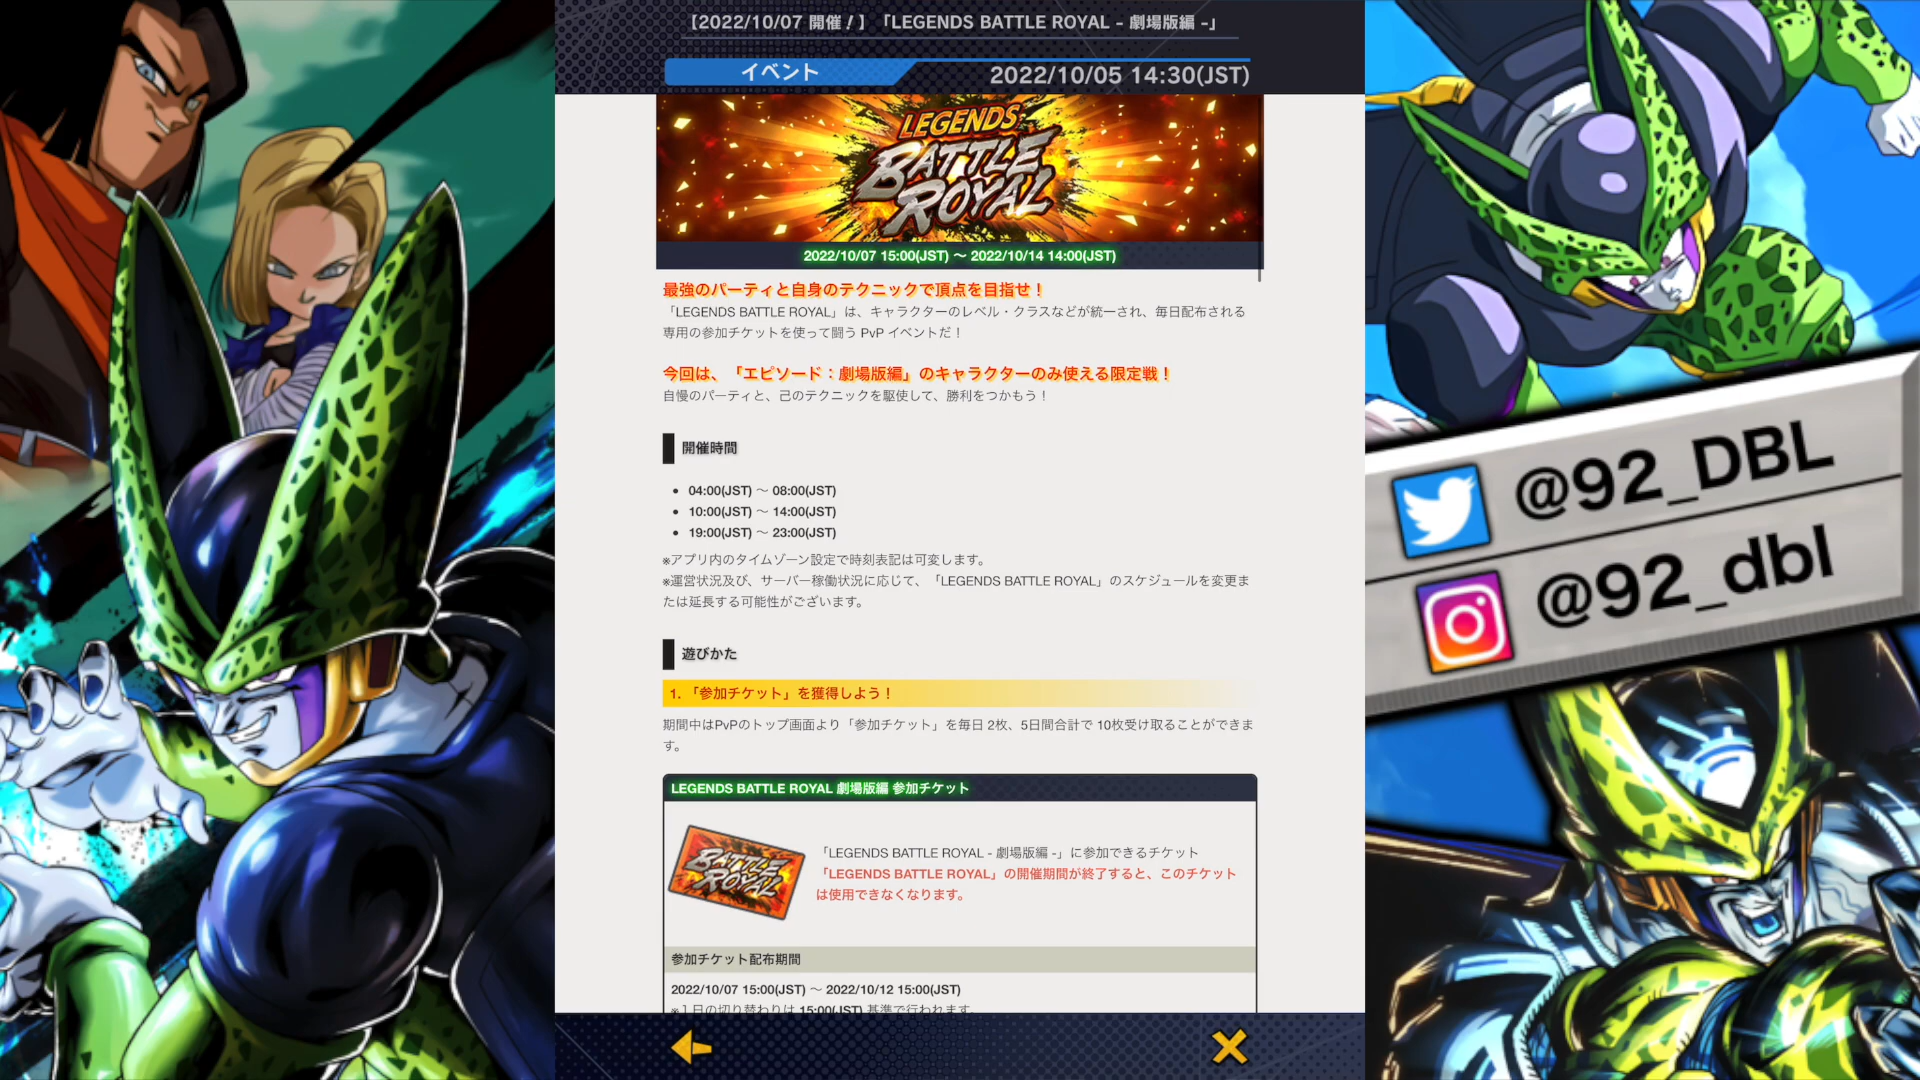 【2022/10/07 開催！】「LEGENDS BATTLE ROYAL - 劇場版編 -」
イベント
2022/10/05 14:30(JST)
LEGENDS
BATTLE
ROYAL
2022/10/07 15:00(JST) ～ 2022/10/14 14:00(JST)
最強のパーティと自身のテクニックで頂点を目指せ！
「LEGENDS BATTLE ROYAL」は、キャラクターのレベル・クラスなどが統一され、毎日配布される
専用の参加チケットを使って闘う PvP イベントだ！
今回は、「エピソード：劇場版編」のキャラクターのみ使える限定戦！
自慢のパーティと、己のテクニックを駆使して、勝利をつかもう！
開催時間
• 04:00(JST) ～ 08:00(JST)
• 10:00(JST) ～ 14:00(JST)
• 19:00(JST) ～ 23:00(JST)
※アプリ内のタイムゾーン設定で時刻表記は可変します。
※運営状況及び、サーバー稼働状況に応じて、「LEGENDS BATTLE ROYAL」のスケジュールを変更ま
たは延長する可能性がございます。
遊びかた
1. 「参加チケット」を獲得しよう！
期間中はPvPのトップ画面より「参加チケット」を毎日 2枚、5日間合計で 10枚受け取ることができま
す。
LEGENDS BATTLE ROYAL 劇場版編 参加チケット
BATTLE
ROYAL
「LEGENDS BATTLE ROYAL - 劇場版編 -」に参加できるチケット
「LEGENDS BATTLE ROYAL」の開催期間が終了すると、このチケット
は使用できなくなります。
参加チケット配布期間
2022/10/07 15:00(JST) ～ 2022/10/12 15:00(JST)
※１日の切り替わりは 15:00(JST) 基準で行われます。
@92_DBL
@92_dbl